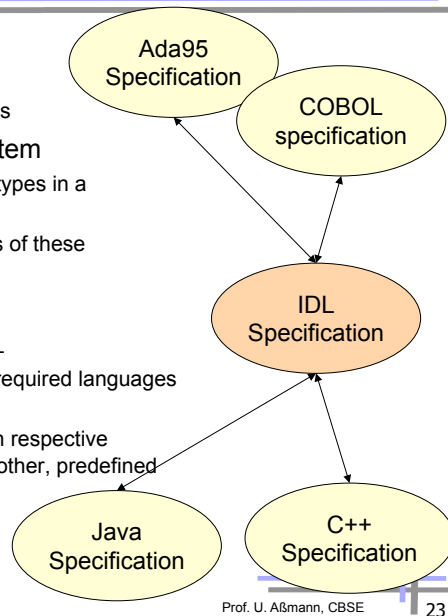 Ada95
Specification
COBOL
specification
s
tem
types in a
s of these
IDL
Specification
required languages
n respective
other, predefined
Java
Specification
C++
Specification
Prof. U. Aßmann, CBSE
23